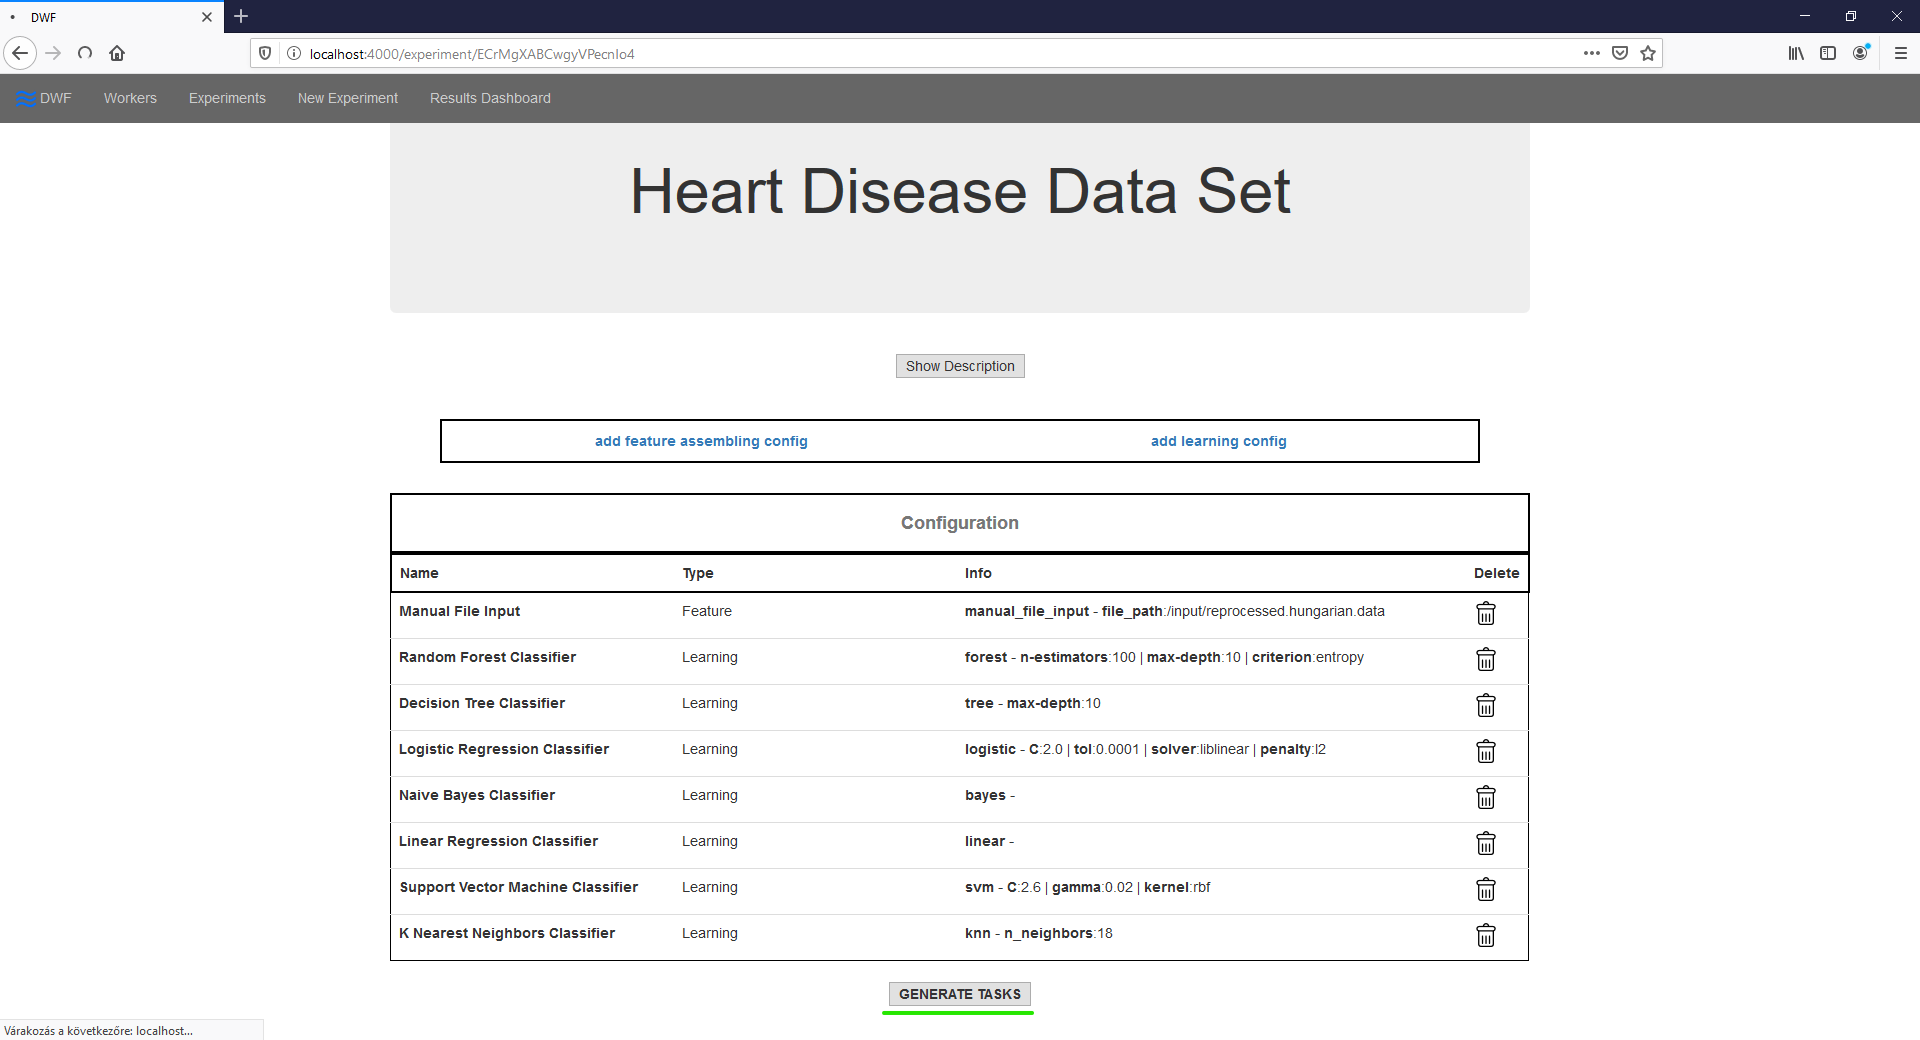 DWF
localhost:4000/experiment/ECrMgXABCwgyVPecnIo4
DWF Workers Experiments New Experiment Results Dashboard
Heart Disease Data Set
Show Description
add feature assembling config add learning config
Configuration
Name Type Info Delete
Manual File Input Feature manual_file_input - file_path:/input/reprocessed.hungarian.data
Random Forest Classifier Learning forest - n-estimators:100 | max-depth:10 | criterion:entropy
Decision Tree Classifier Learning tree - max-depth:10
Logistic Regression Classifier Learning logistic - C:2.0 | tol:0.0001 | solver:liblinear | penalty:l2
Naive Bayes Classifier Learning bayes -
Linear Regression Classifier Learning linear -
Support Vector Machine Classifier Learning svm - C:2.6 | gamma:0.02 | kernel:rbf
K Nearest Neighbors Classifier Learning knn - n_neighbors:18
GENERATE TASKS
Várakozás a következőre: localhost...